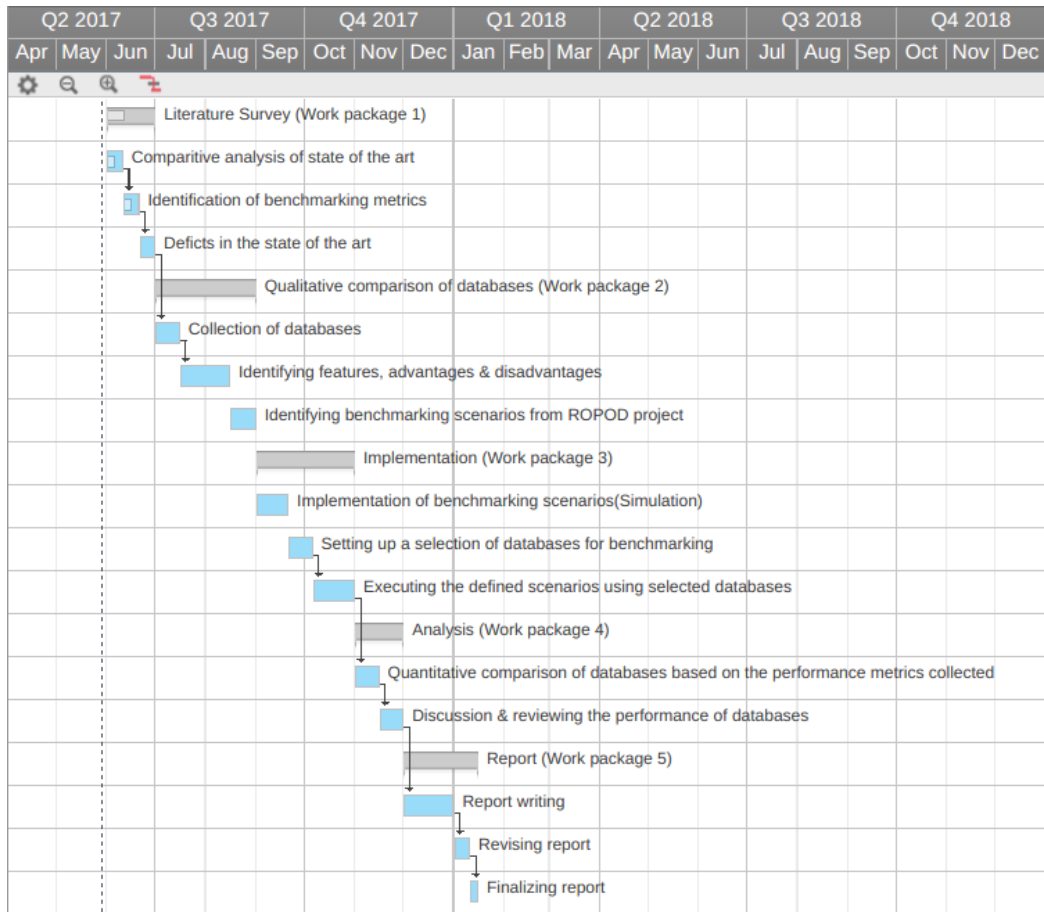 Q2 2017 Q3 2017 Q4 2017 Q1 2018 Q2 2018 Q3 2018 Q4 2018
Apr May Jun Jul Aug Sep Oct Nov Dec Jan Feb Mar Apr May Jun Jul Aug Sep Oct Nov Dec
Literature Survey (Work package 1)
Comparitive analysis of state of the art
Identification of benchmarking metrics
Deficts in the state of the art
Qualitative comparison of databases (Work package 2)
Collection of databases
Identifying features, advantages & disadvantages
Identifying benchmarking scenarios from ROPOD project
Implementation (Work package 3)
Implementation of benchmarking scenarios(Simulation)
Setting up a selection of databases for benchmarking
Executing the defined scenarios using selected databases
Analysis (Work package 4)
Quantitative comparison of databases based on the performance metrics collected
Discussion & reviewing the performance of databases
Report (Work package 5)
Report writing
Revising report
Finalizing report